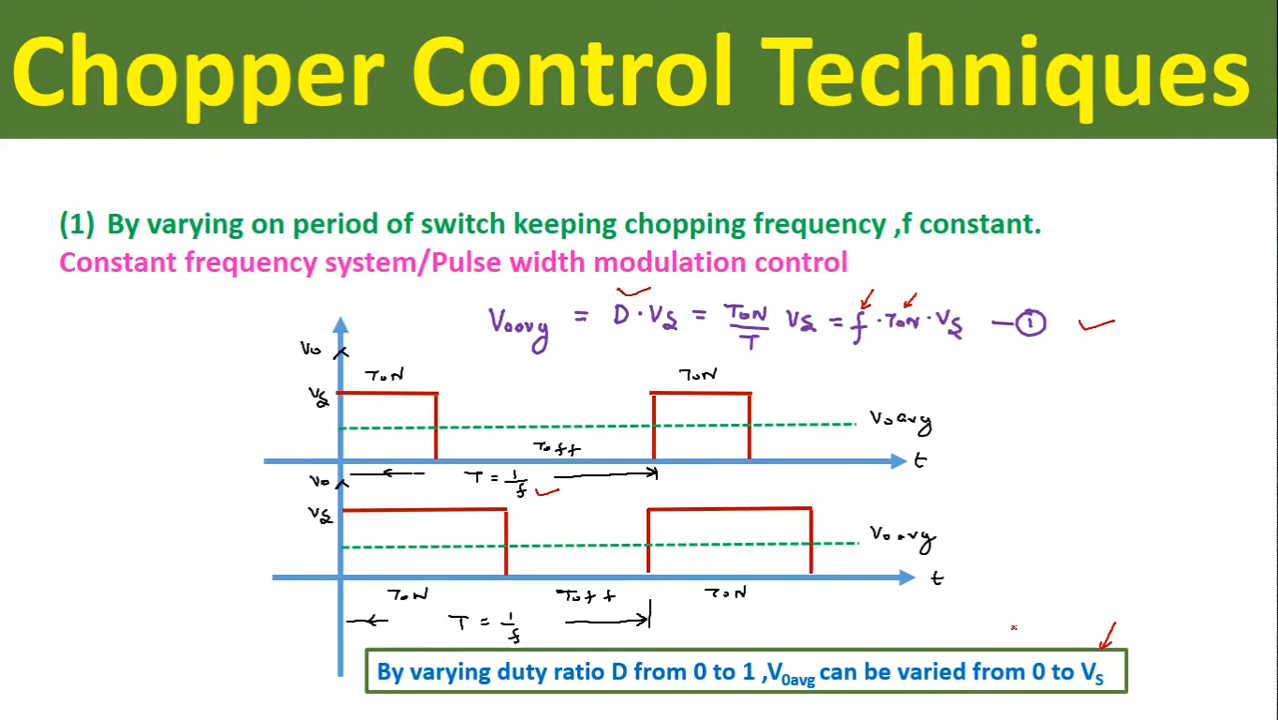 Chopper Control Techniques
(1) By varying on period of switch keeping chopping frequency ,f constant.
Constant frequency system/Pulse width modulation control
V0avg = D·VS = TON/T VS = f·TON·VS —①
V0
TON TON
VS
V0avg
Toff
t
T = 1/f
V0
VS
V0avg
t
TON Toff TON
T = 1/f
By varying duty ratio D from 0 to 1 ,V0avg can be varied from 0 to VS